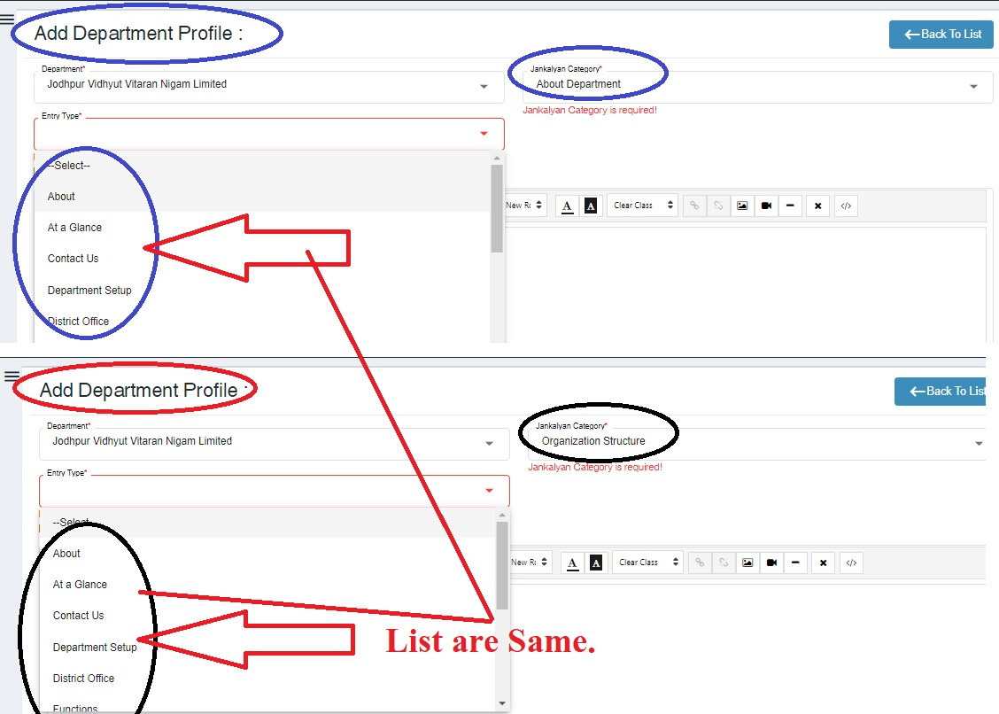 Add Department Profile :
Back To List
Department*
Jodhpur Vidhyut Vitaran Nigam Limited
Jankalyan Category*
About Department
Jankalyan Category is required!
Entry Type*
--Select--
About
New Ro
A
A
Clear Class
</>
At a Glance
Contact Us
Department Setup
District Office
Add Department Profile :
Back To List
Department*
Jodhpur Vidhyut Vitaran Nigam Limited
Jankalyan Category*
Organization Structure
Jankalyan Category is required!
Entry Type*
--Select--
About
New Ro
A
A
Clear Class
</>
At a Glance
Contact Us
Department Setup
List are Same.
District Office
Functions